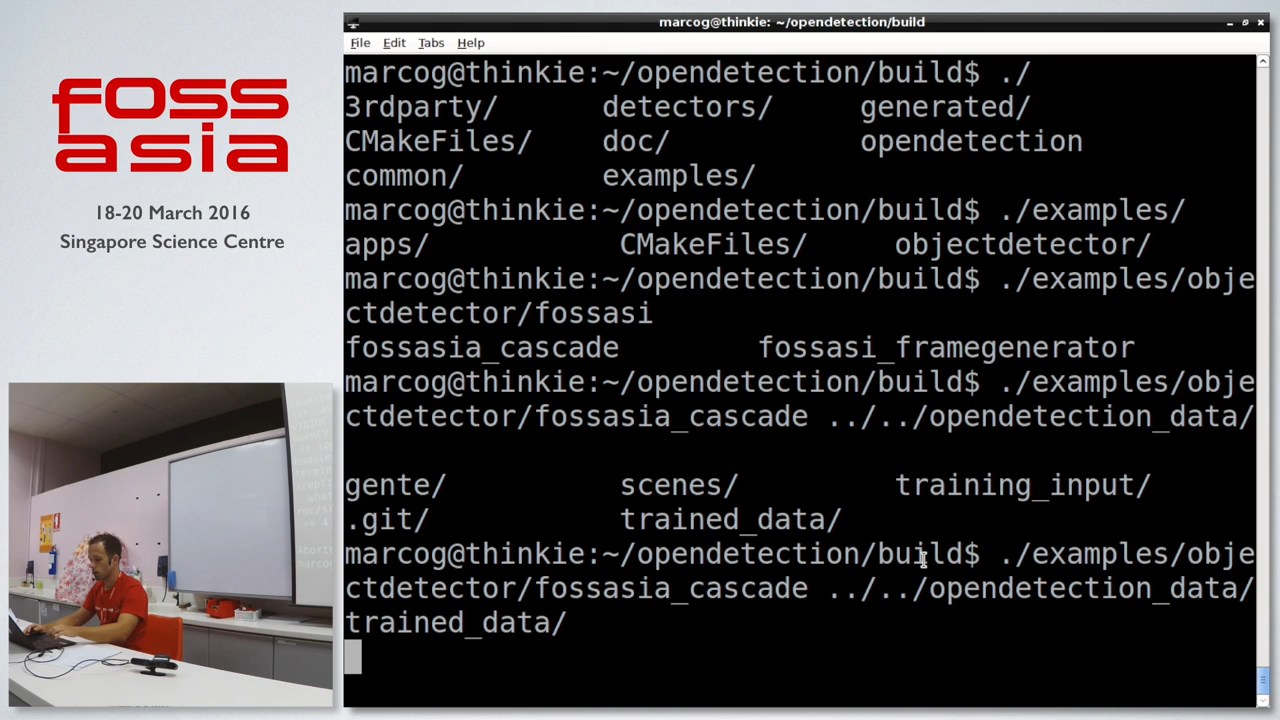 foss
asia
18-20 March 2016
Singapore Science Centre
marcog@thinkie: ~/opendetection/build
File Edit Tabs Help
marcog@thinkie:~/opendetection/build$ ./
3rdparty/ detectors/ generated/
CMakeFiles/ doc/ opendetection
common/ examples/
marcog@thinkie:~/opendetection/build$ ./examples/
apps/ CMakeFiles/ objectdetector/
marcog@thinkie:~/opendetection/build$ ./examples/obje
ctdetector/fossasi
fossasia_cascade fossasi_framegenerator
marcog@thinkie:~/opendetection/build$ ./examples/obje
ctdetector/fossasia_cascade ../../opendetection_data/
gente/ scenes/ training_input/
.git/ trained_data/
marcog@thinkie:~/opendetection/build$ ./examples/obje
ctdetector/fossasia_cascade ../../opendetection_data/
trained_data/